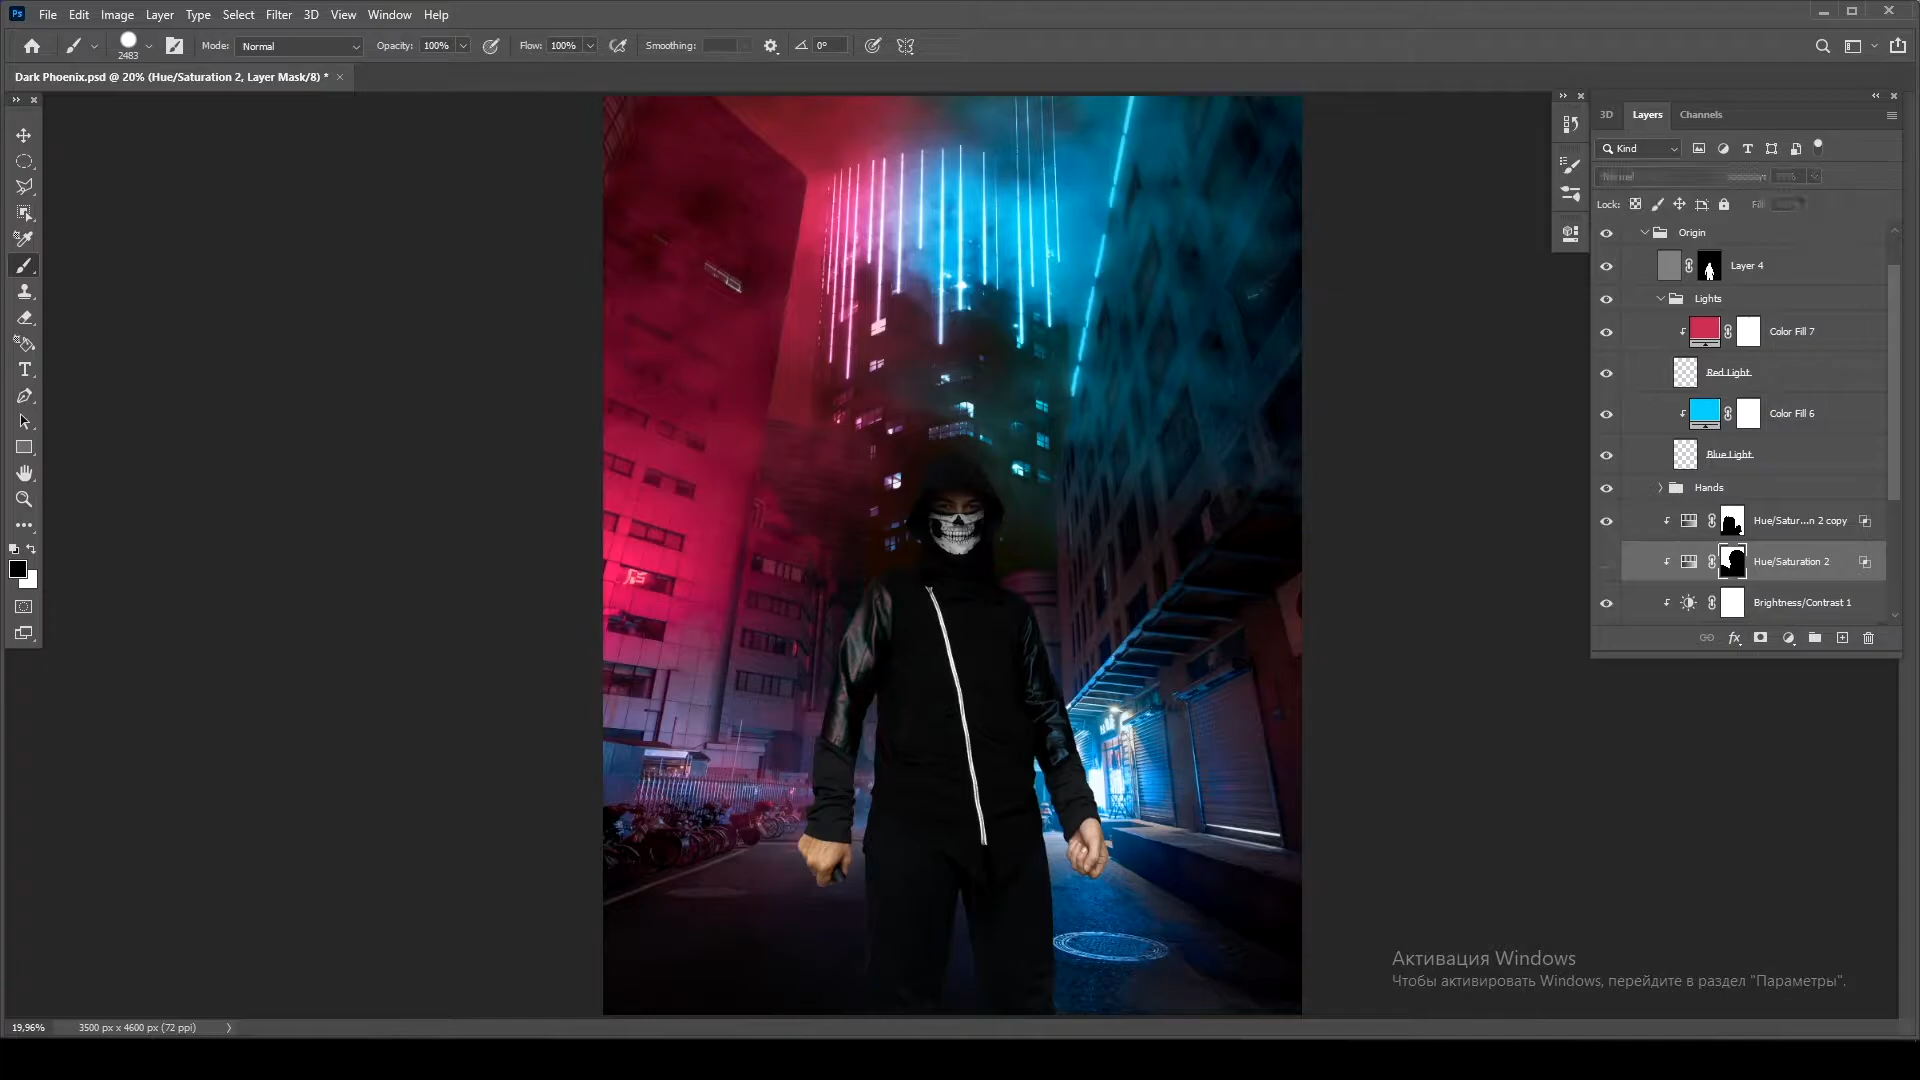 Ps File Edit Image Layer Type Select Filter 3D View Window Help
2483 Mode: Normal Opacity: 100% Flow: 100% Smoothing: 0°
Dark Phoenix.psd @ 20% (Hue/Saturation 2, Layer Mask/8) *
3D Layers Channels
Kind
Normal
Lock: Fill
Origin
Layer 4
Lights
Color Fill 7
Red Light
Color Fill 6
Blue Light
Hands
Hue/Satur...n 2 copy
Hue/Saturation 2
Brightness/Contrast 1
fx
Активация Windows
Чтобы активировать Windows, перейдите в раздел "Параметры".
19,96% 3500 px x 4600 px (72 ppi)